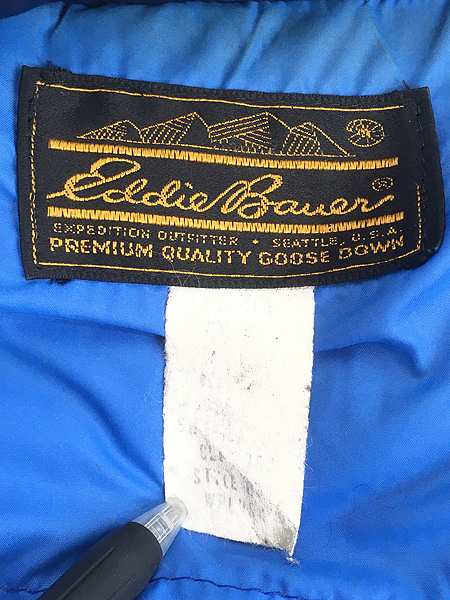 Eddie Bauer ®
EXPEDITION OUTFITTER • SEATTLE, U.S.A.
PREMIUM QUALITY GOOSE DOWN